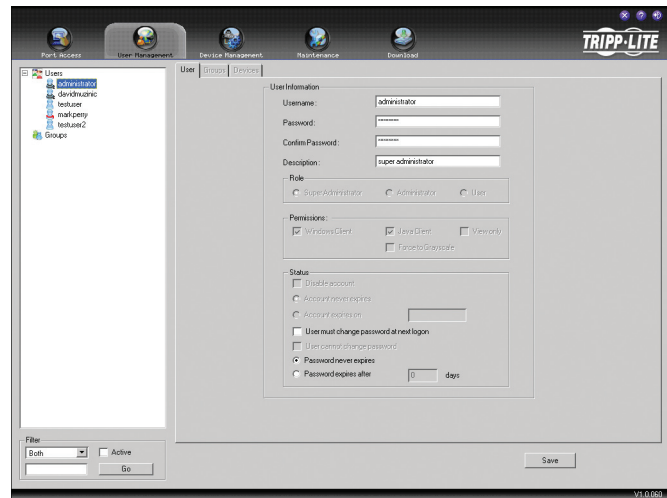 TRIPP·LITE
Port Access
User Management
Device Management
Maintenance
Download
Users
administrator
davidmuzinic
testuser
markperry
testuser2
Groups
User
Groups
Devices
User Information
Username:
administrator
Password:
Confirm Password:
Description:
super administrator
Role
Super Administrator
Administrator
User
Permissions:
Windows Client
Java Client
View only
Force to Grayscale
Status
Disable account
Account never expires
Account expires on
User must change password at next logon
User cannot change password
Password never expires
Password expires after
0
days
Filter
Both
Active
Go
Save
V1.0.060